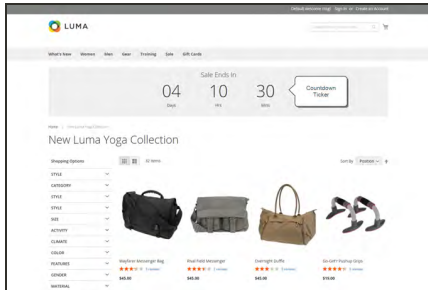 Default welcome msg! Sign In or Create an Account
LUMA
What's New Women Men Gear Training Sale Gift Cards
Sale Ends In
04 10 30
Days Hrs Mins
Countdown
Ticker
Home
New Luma Yoga Collection
Shopping Options
items
Sort By Position
STYLE
CATEGORY
STYLE
STYLE
SIZE
ACTIVITY
CLIMATE
COLOR
FEATURES
GENDER
MATERIAL
Wayfarer Messenger Bag
Rival Field Messenger
Overnight Duffle
Go-Get'r Pushup Grips
$45.00
$45.00
$45.00
$19.00